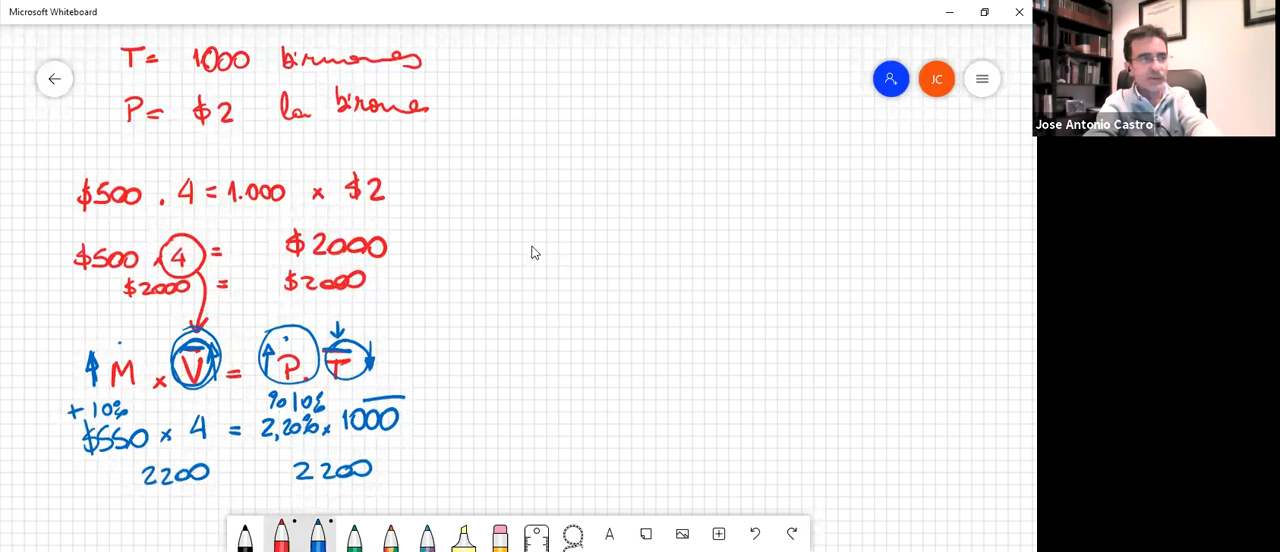 Microsoft Whiteboard
T = 1000 biromes
P = $2 la birome
JC
Jose Antonio Castro
$500 . 4 = 1.000 x $2
$500 x 4 = $2000
$2000 = $2000
M x V = P . T
+ 10% % 10%
$550 x 4 = 2,20% x 1000
2200 2200
A